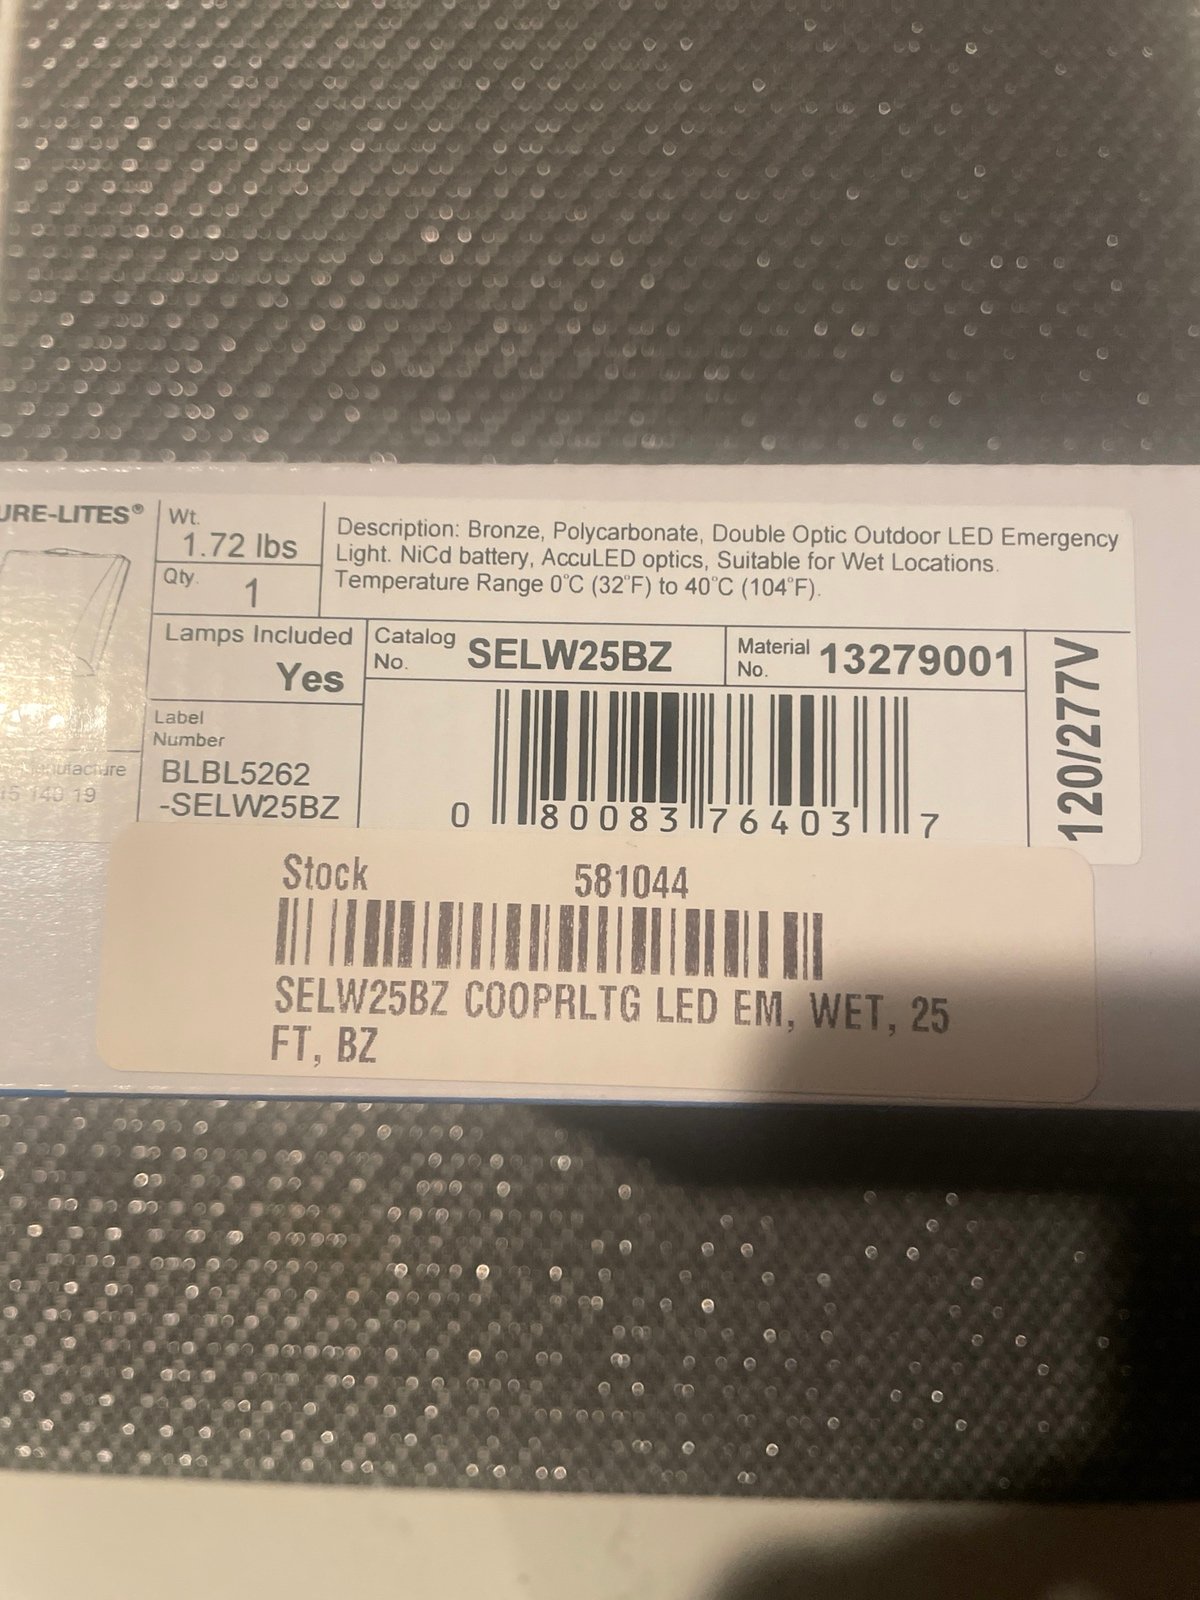 URE-LITES®
Wt.
1.72 lbs
Qty.
1
Description: Bronze, Polycarbonate, Double Optic Outdoor LED Emergency
Light. NiCd battery, AccuLED optics, Suitable for Wet Locations.
Temperature Range 0°C (32°F) to 40°C (104°F).
Lamps Included
Yes
Catalog
No.
SELW25BZ
Material
No.
13279001
120/277V
Label
Number
BLBL5262
-SELW25BZ
0 80083 76403 7
Stock 581044
SELW25BZ COOPRLTG LED EM, WET, 25
FT, BZ